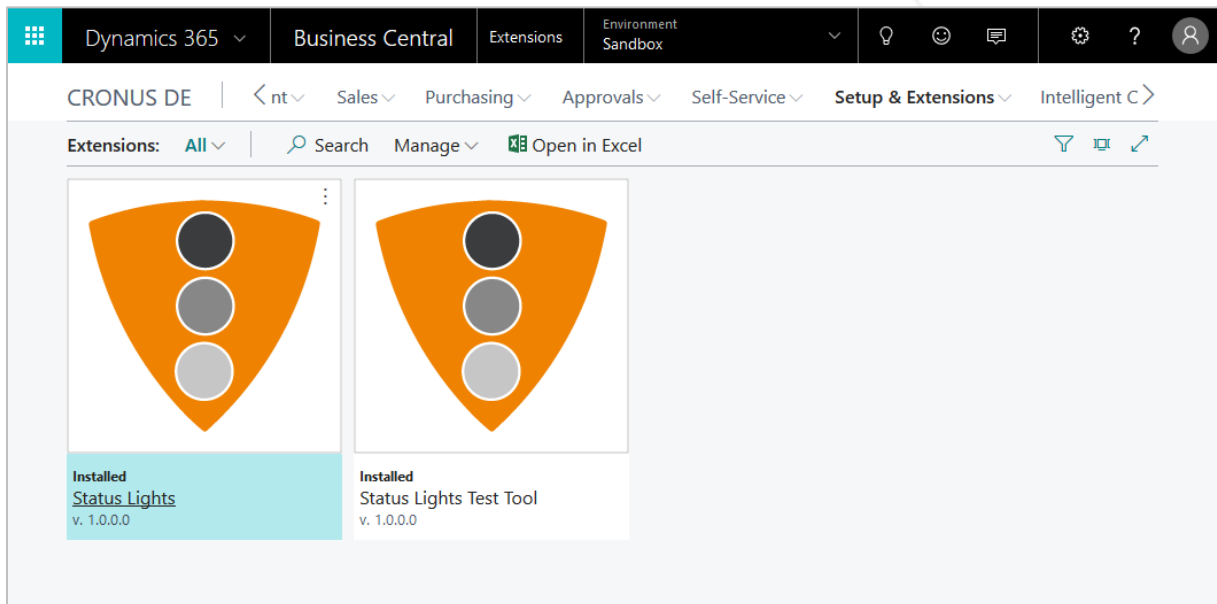 Dynamics 365 Business Central Extensions Environment Sandbox ?
CRONUS DE nt Sales Purchasing Approvals Self-Service Setup & Extensions Intelligent C
Extensions: All Search Manage Open in Excel
Installed
Status Lights
v. 1.0.0.0
Installed
Status Lights Test Tool
v. 1.0.0.0